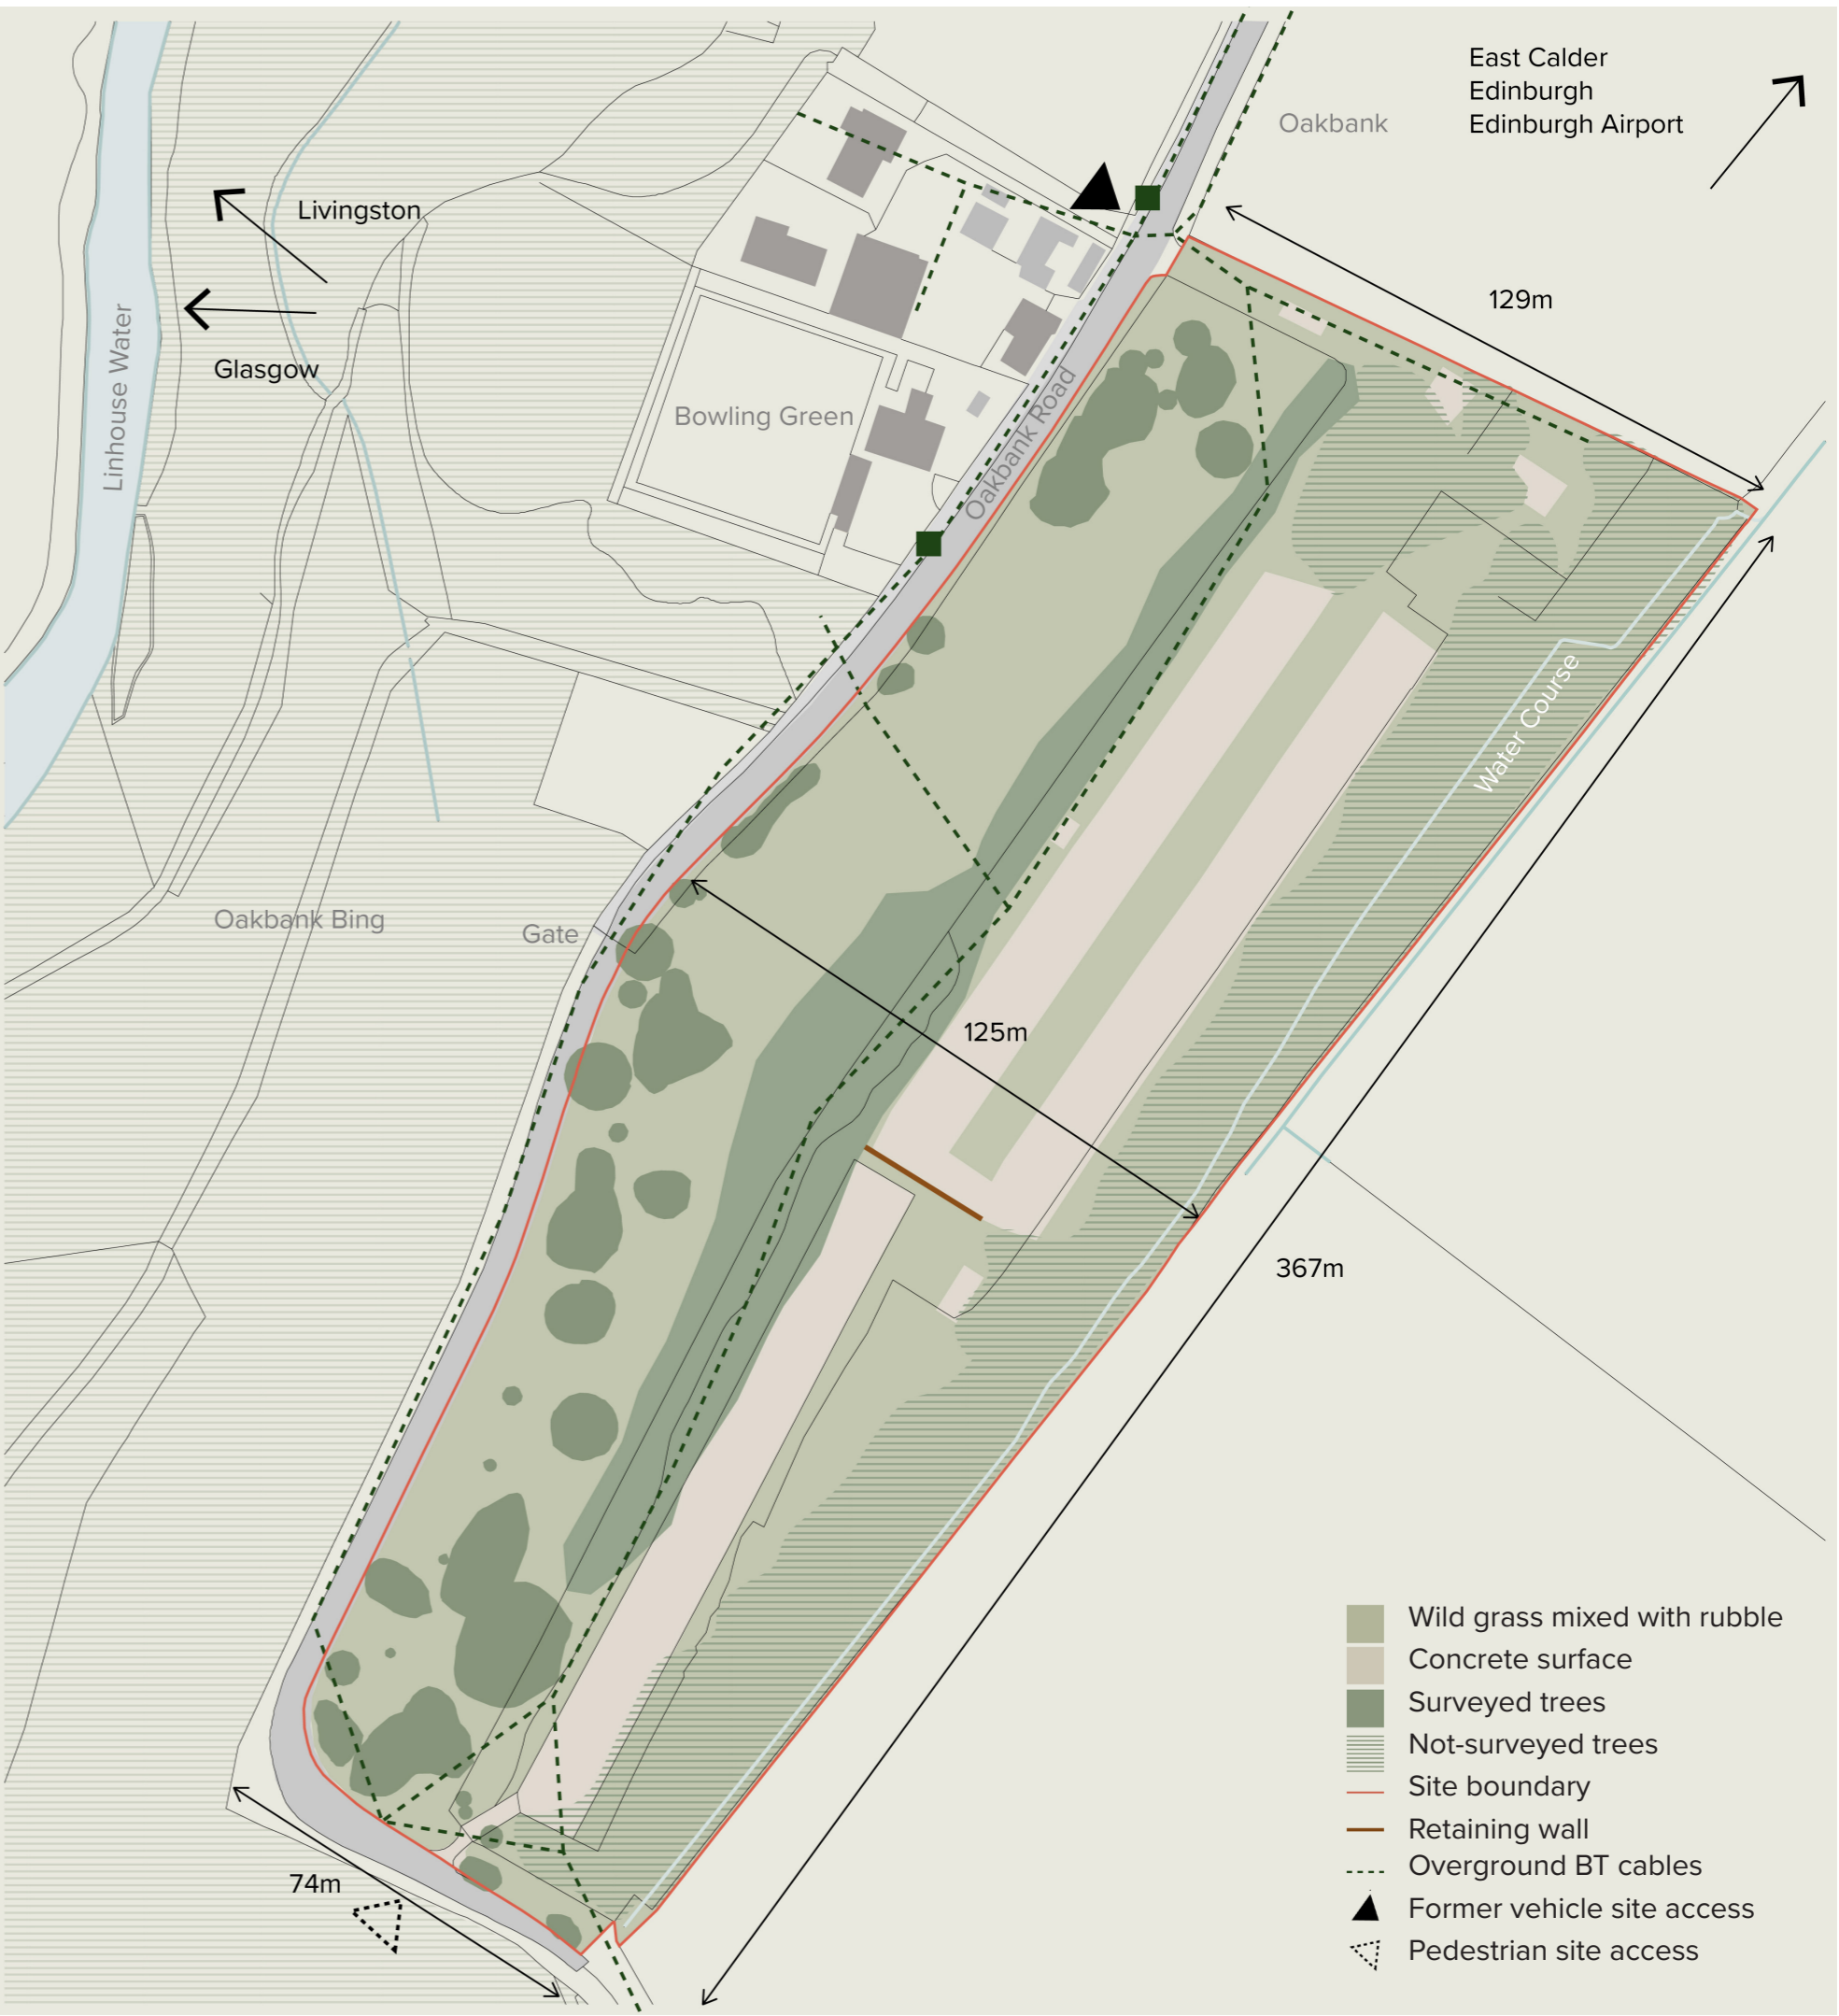 East Calder
Edinburgh
Edinburgh Airport
Oakbank
Livingston
129m
Linhouse Water
Glasgow
Bowling Green
Oakbank Road
Water Course
Oakbank Bing
Gate
125m
367m
74m
Wild grass mixed with rubble
Concrete surface
Surveyed trees
Not-surveyed trees
Site boundary
Retaining wall
Overground BT cables
Former vehicle site access
Pedestrian site access